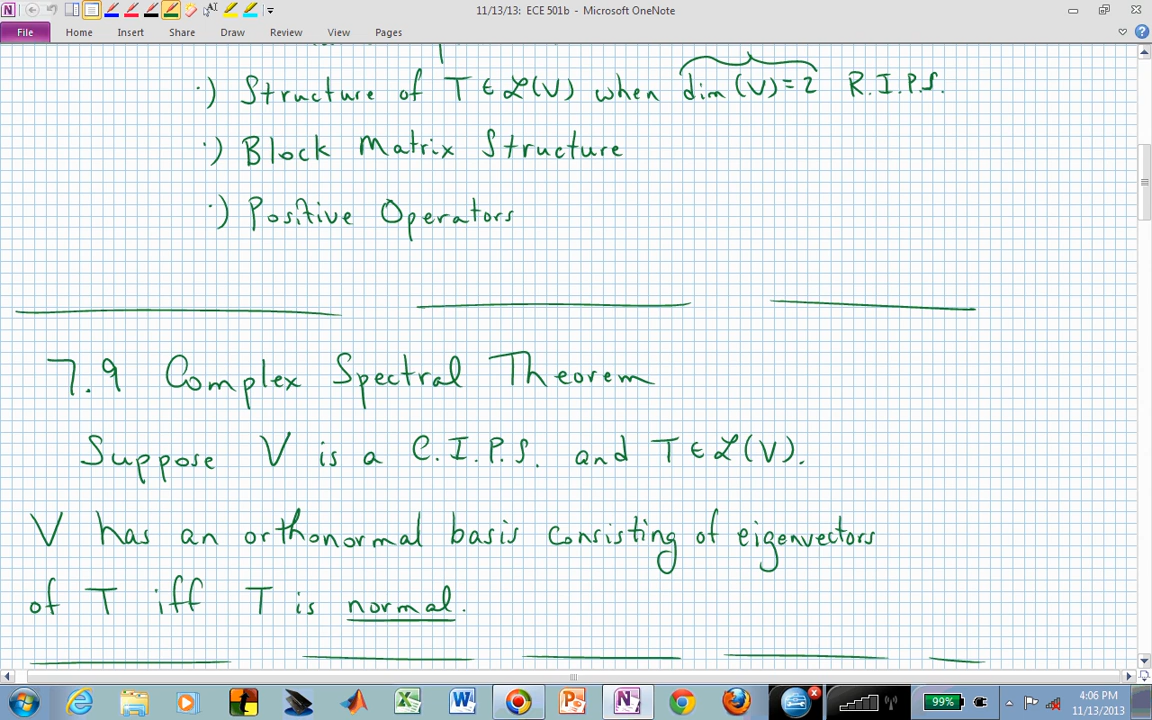 11/13/13: ECE 501b - Microsoft OneNote
File Home Insert Share Draw Review View Pages
·) Structure of T ∈ ℒ(V) when dim (V)=2 R.I.P.S.
·) Block Matrix Structure
·) Positive Operators
7.9 Complex Spectral Theorem
Suppose V is a C.I.P.S. and T ∈ ℒ(V).
V has an orthonormal basis consisting of eigenvectors
of T iff T is normal.
99%
4:06 PM
11/13/2013